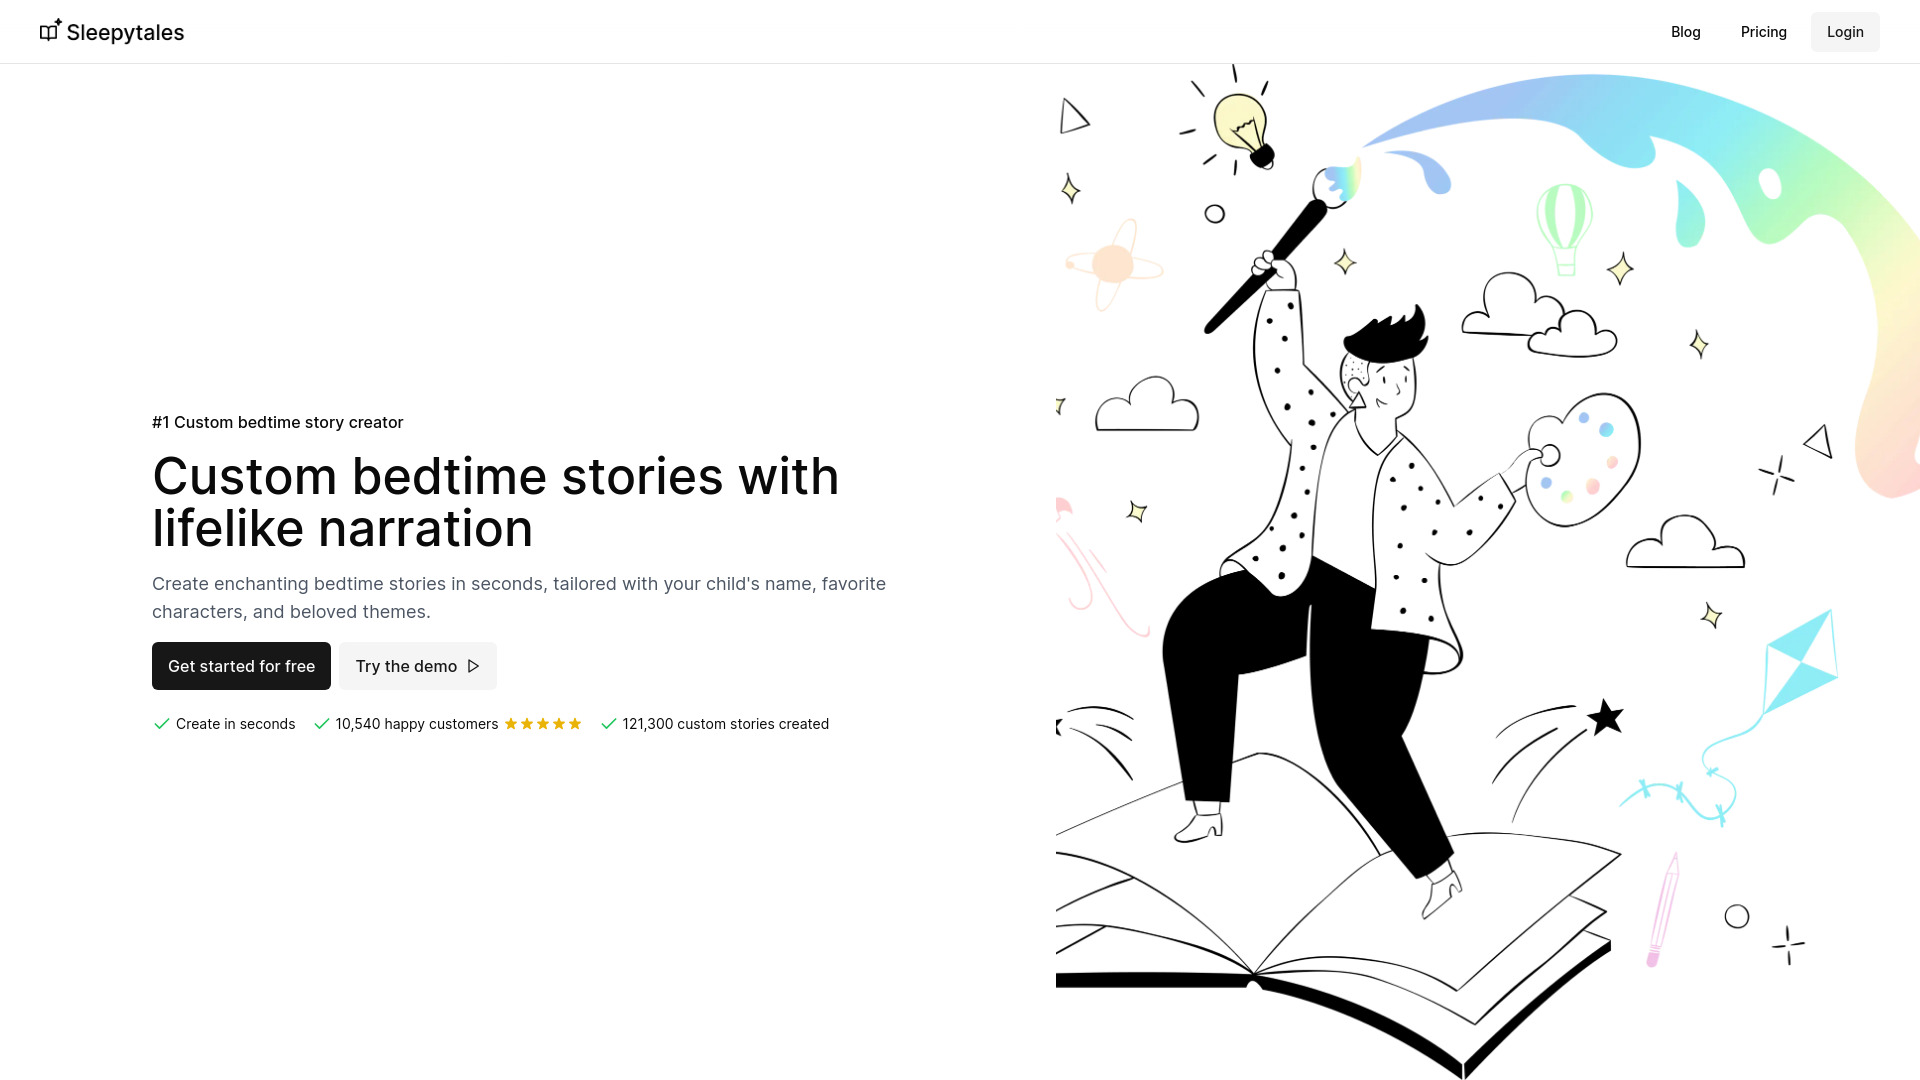 Sleepytales
Blog
Pricing
Login
#1 Custom bedtime story creator
Custom bedtime stories with
lifelike narration
Create enchanting bedtime stories in seconds, tailored with your child's name, favorite
characters, and beloved themes.
Get started for free
Try the demo
Create in seconds
10,540 happy customers
121,300 custom stories created